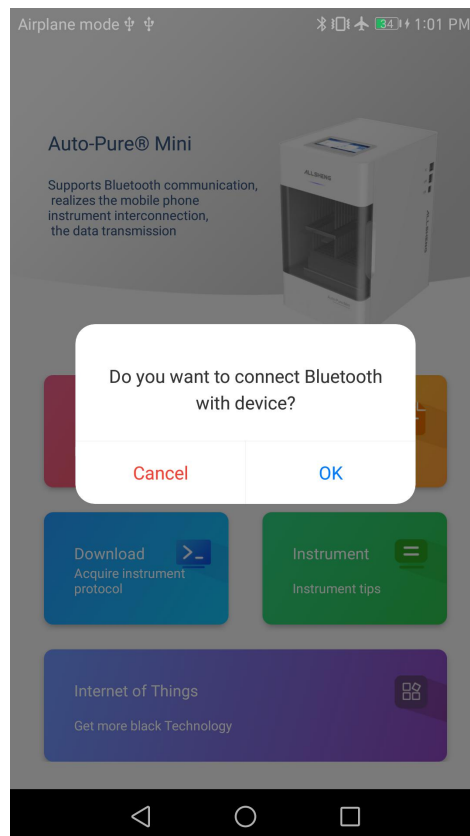 Airplane mode
34 1:01 PM
Auto-Pure® Mini
Supports Bluetooth communication,
realizes the mobile phone
instrument interconnection,
the data transmission
ALLSHENG
Do you want to connect Bluetooth
with device?
Cancel OK
Download
Acquire instrument
protocol
Instrument
Instrument tips
Internet of Things
Get more black Technology